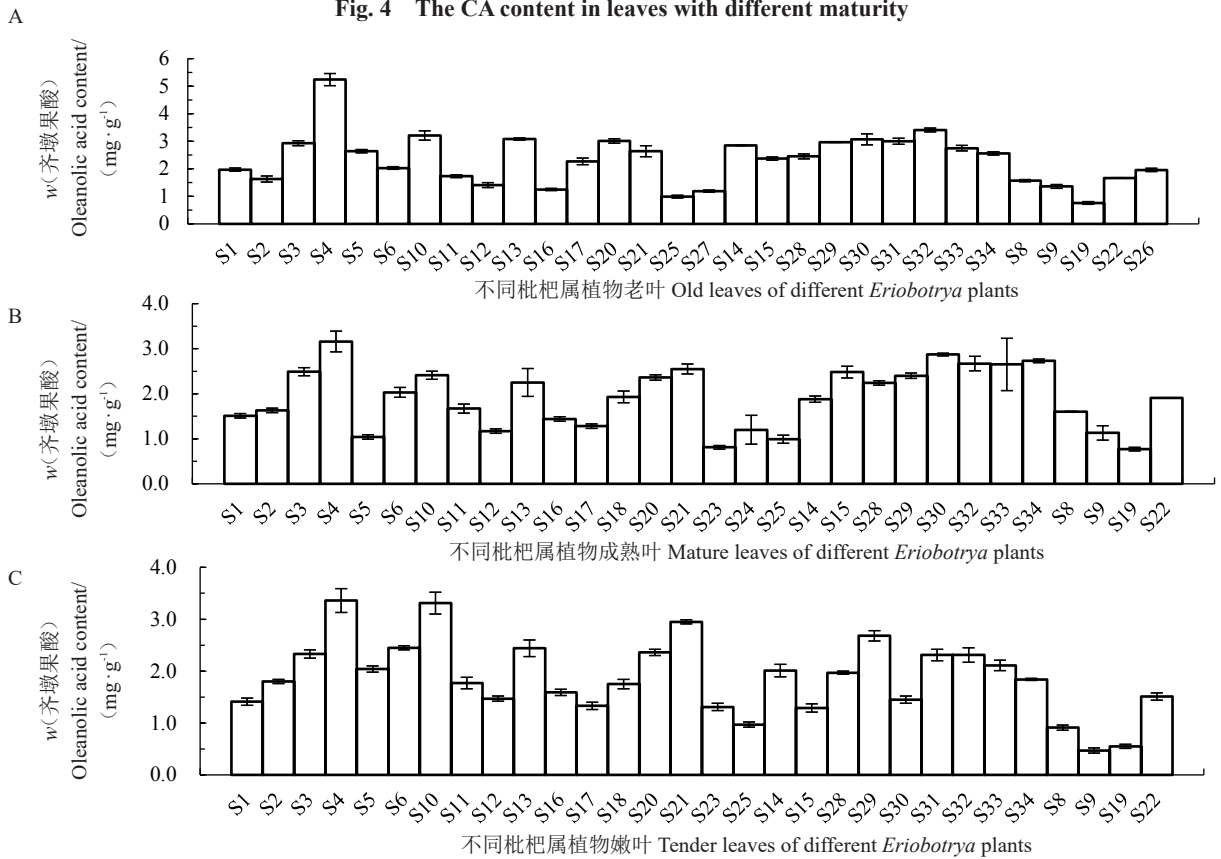 Fig. 4 The CA content in leaves with different maturity
A
w(齐墩果酸)
Oleanolic acid content/
(mg·g⁻¹)
6
5
4
3
2
1
0
S1 S2 S3 S4 S5 S6 S10 S11 S12 S13 S16 S17 S20 S21 S25 S27 S14 S15 S28 S29 S30 S31 S32 S33 S34 S8 S9 S19 S22 S26
不同枇杷属植物老叶 Old leaves of different Eriobotrya plants
B
w(齐墩果酸)
Oleanolic acid content/
(mg·g⁻¹)
4.0
3.0
2.0
1.0
0.0
S1 S2 S3 S4 S5 S6 S10 S11 S12 S13 S16 S17 S18 S20 S21 S23 S24 S25 S14 S15 S28 S29 S30 S32 S33 S34 S8 S9 S19 S22
不同枇杷属植物成熟叶 Mature leaves of different Eriobotrya plants
C
w(齐墩果酸)
Oleanolic acid content/
(mg·g⁻¹)
4.0
3.0
2.0
1.0
0.0
S1 S2 S3 S4 S5 S6 S10 S11 S12 S13 S16 S17 S18 S20 S21 S23 S25 S14 S15 S28 S29 S30 S31 S32 S33 S34 S8 S9 S19 S22
不同枇杷属植物嫩叶 Tender leaves of different Eriobotrya plants